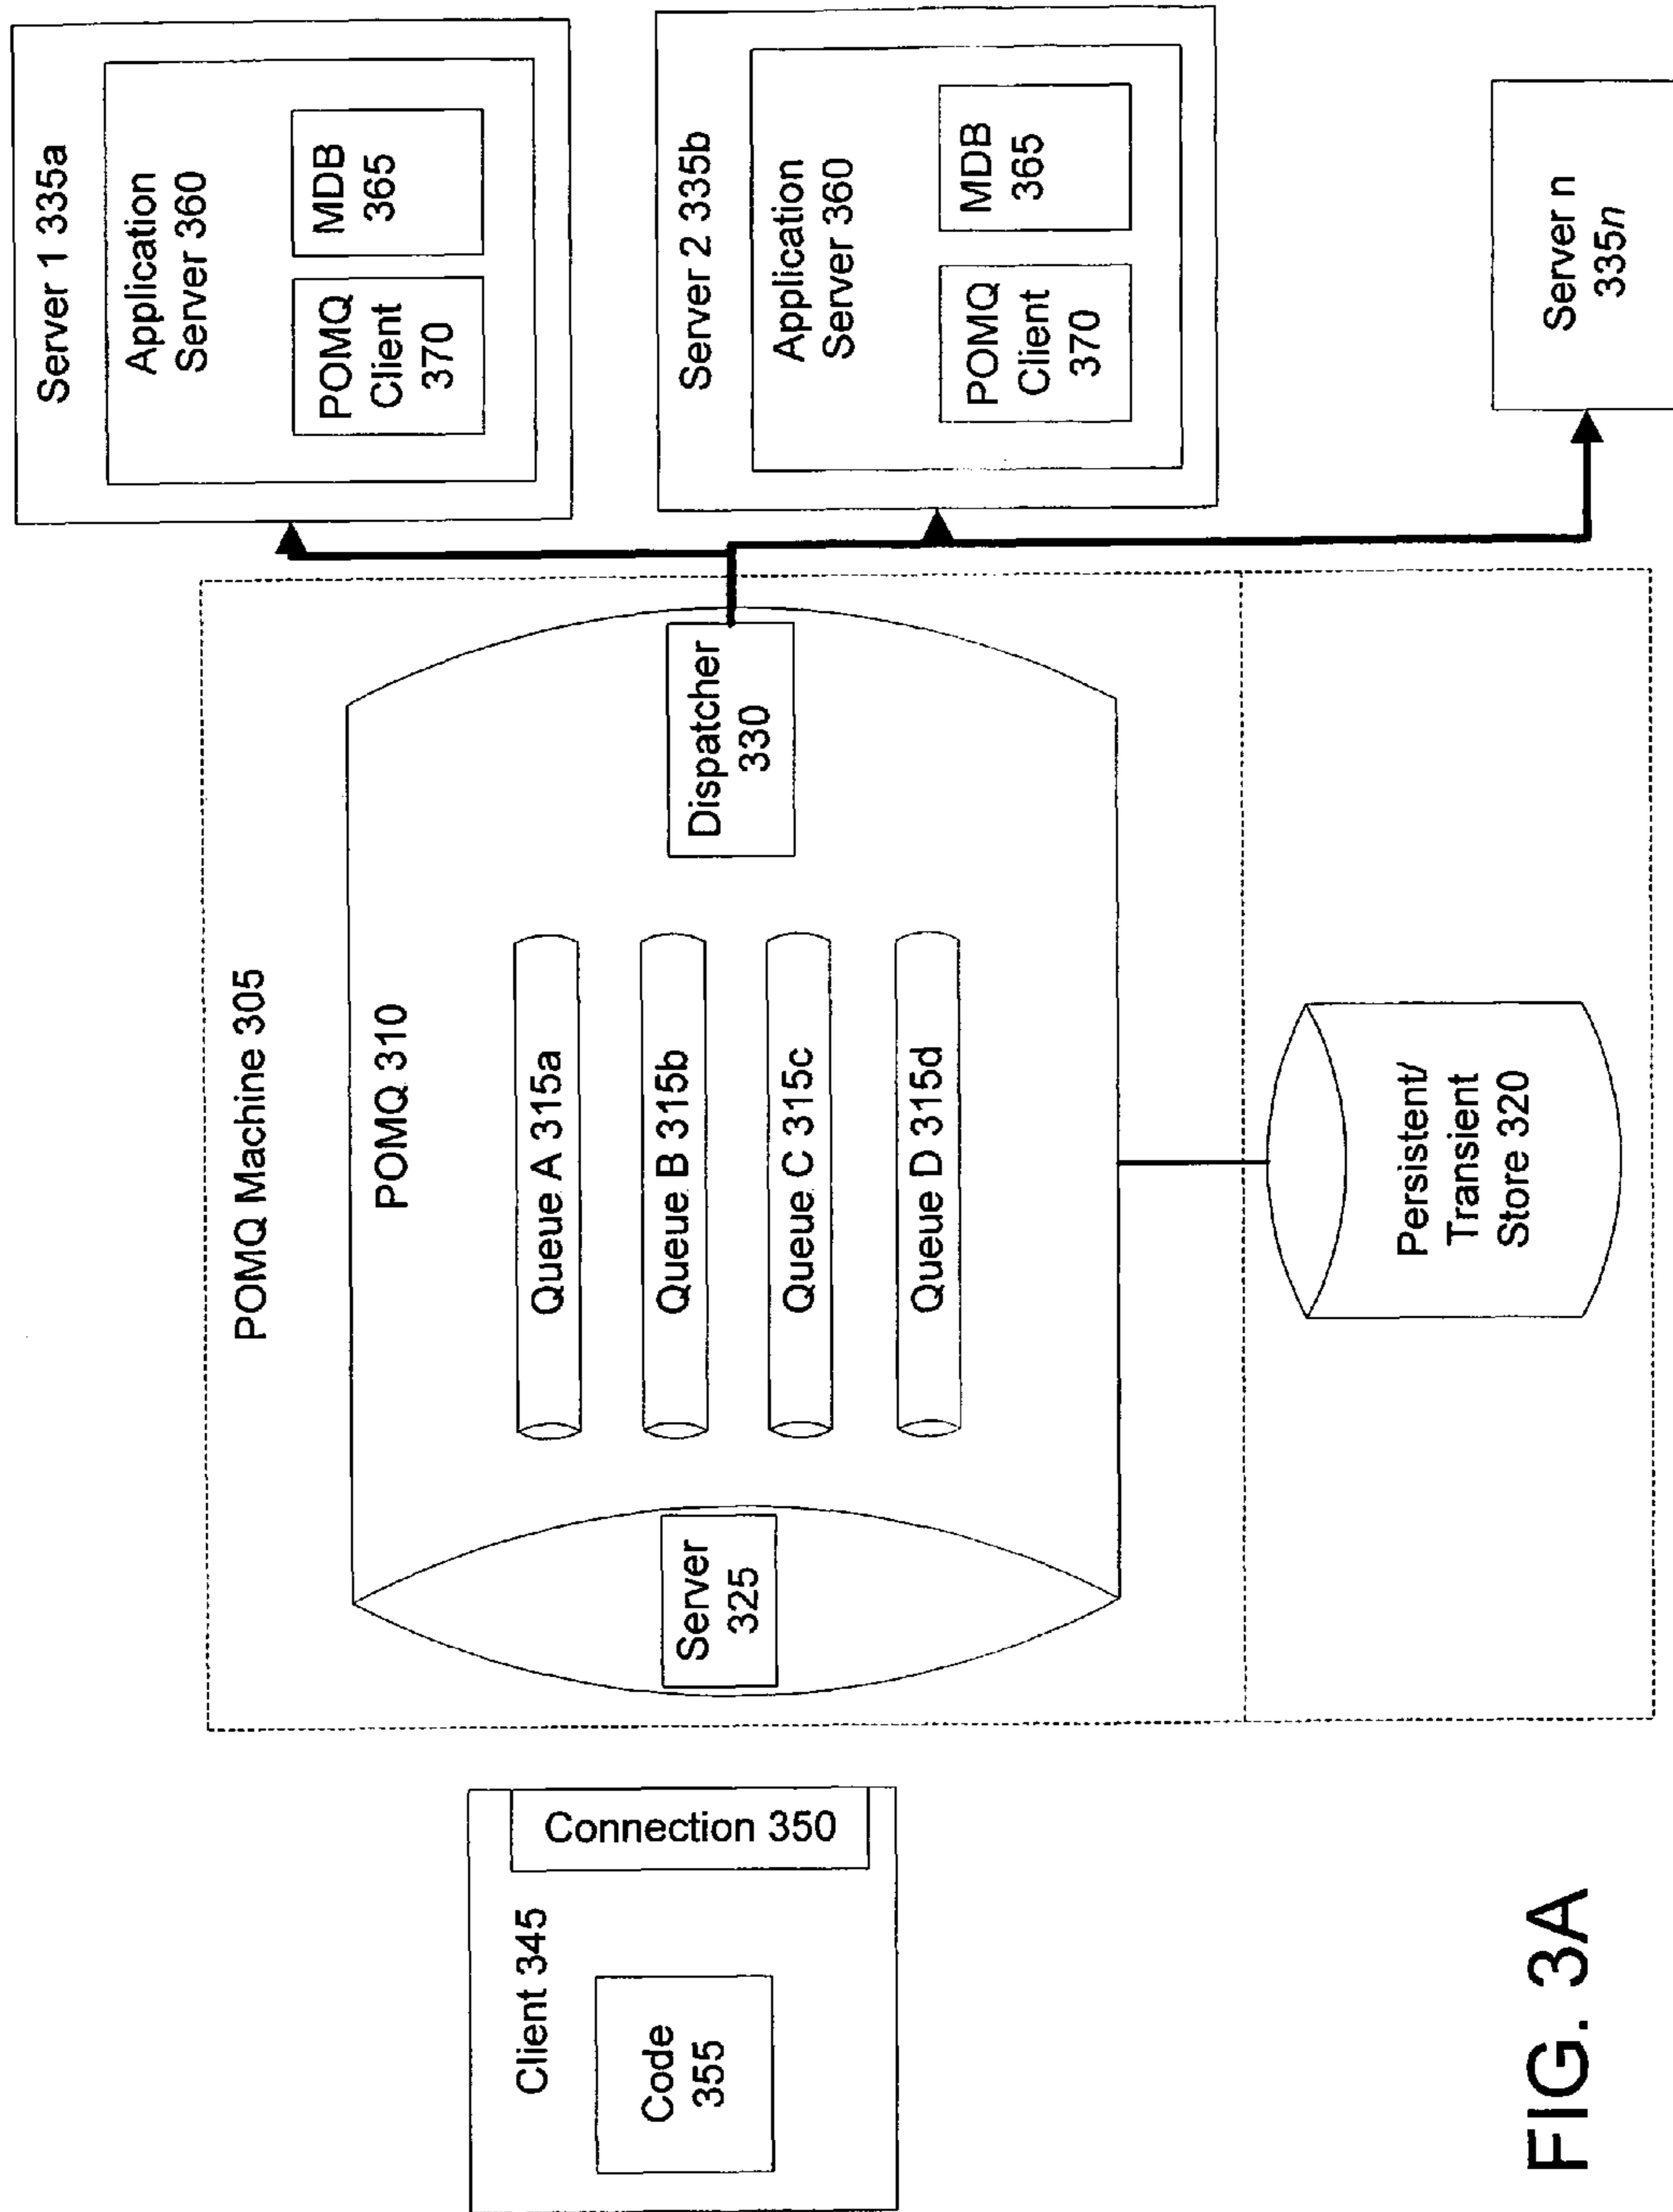 Client 345
Code
355
Connection 350
POMQ Machine 305
POMQ 310
Server
325
Queue A 315a
Queue B 315b
Queue C 315c
Queue D 315d
Dispatcher
330
Persistent/
Transient
Store 320
Server 1 335a
Application
Server 360
POMQ
Client
370
MDB
365
Server 2 335b
Application
Server 360
POMQ
Client
370
MDB
365
Server n
335n
FIG. 3A